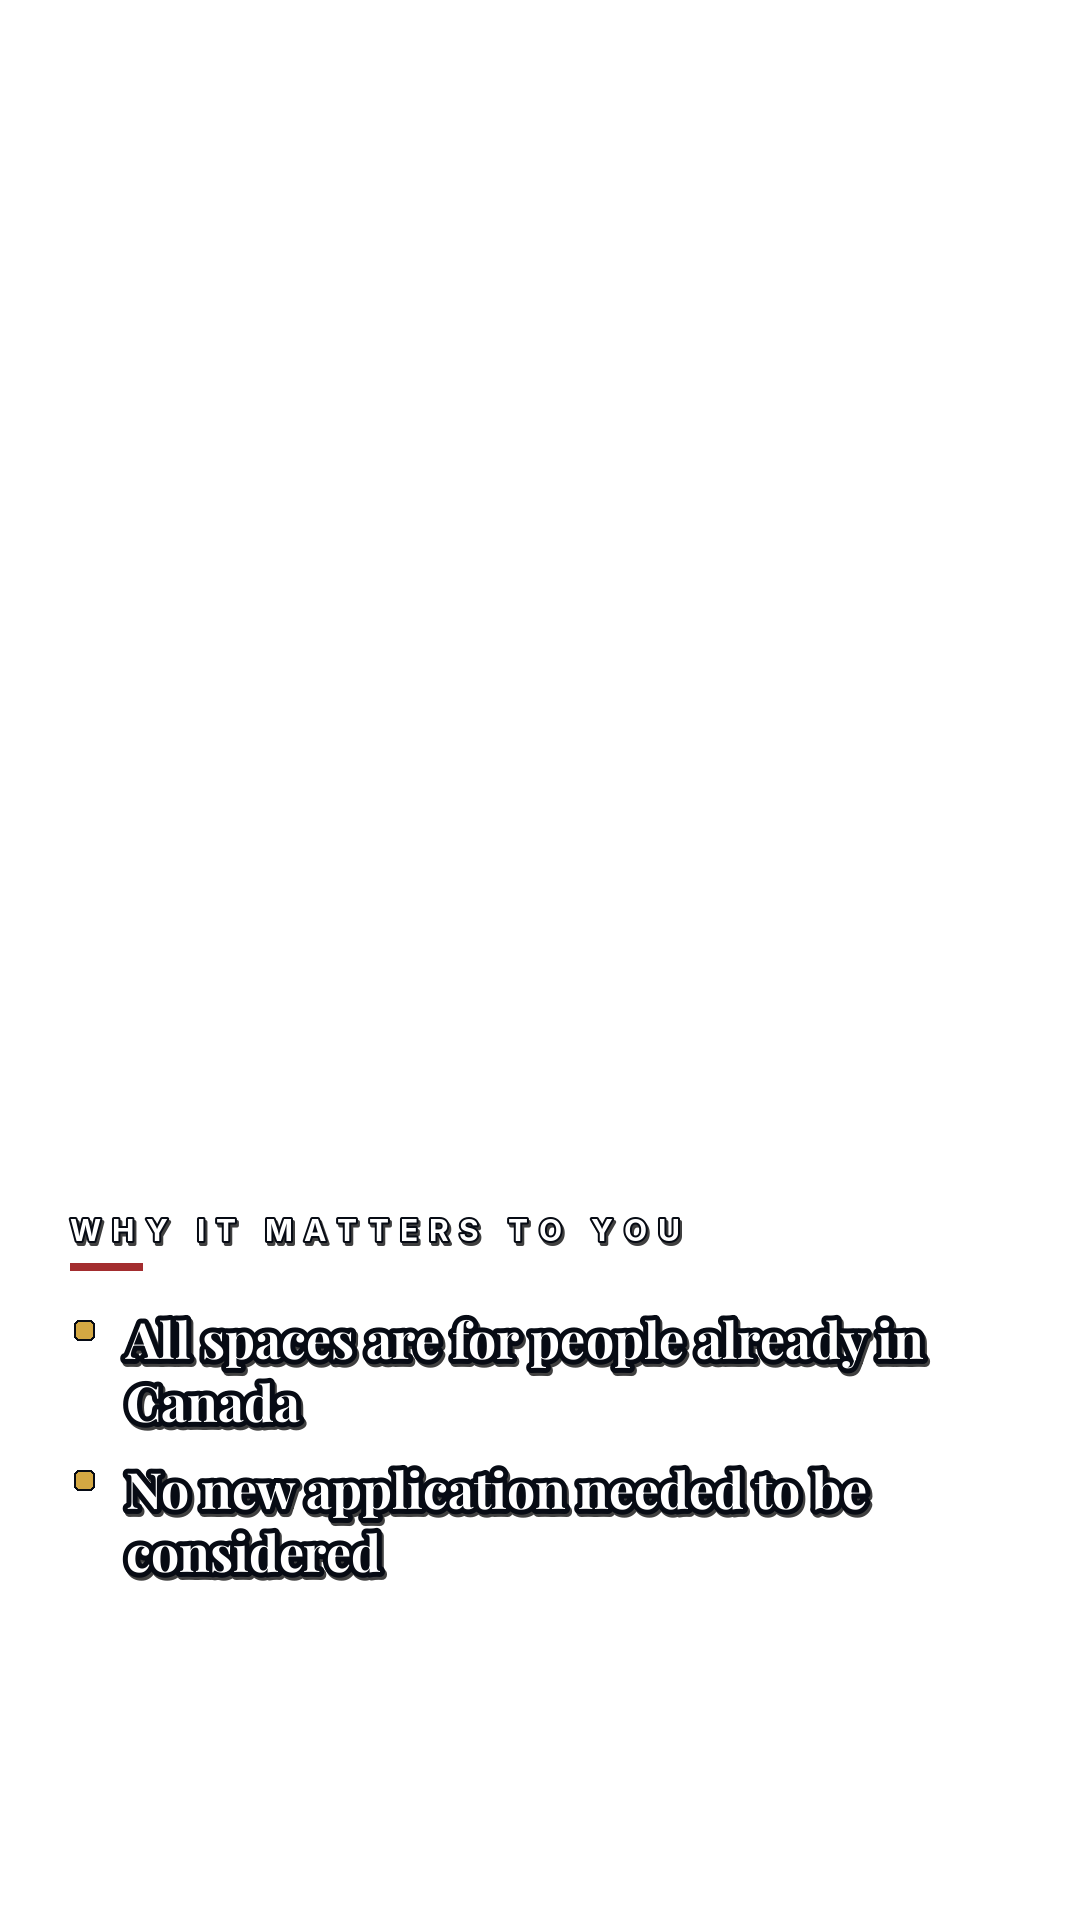 WHY IT MATTERS TO YOU
All spaces are for people already in
Canada
No new application needed to be
considered